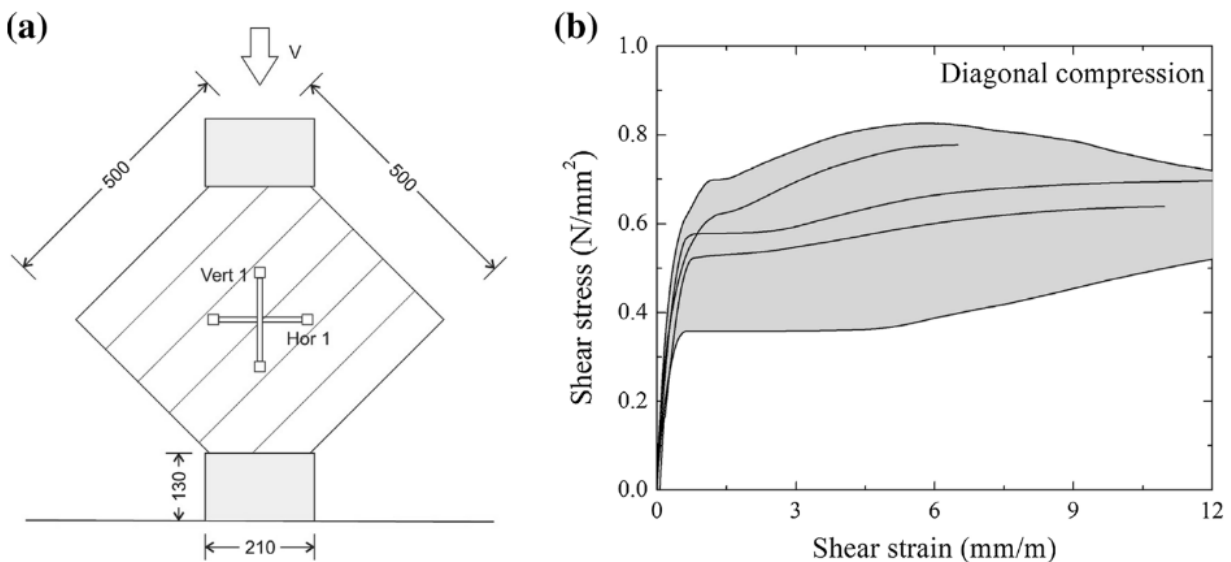 (a)
V
500
500
Vert 1
Hor 1
130
210
(b)
Diagonal compression
Shear stress (N/mm²)
1.0
0.8
0.6
0.4
0.2
0.0
0
3
6
9
12
Shear strain (mm/m)